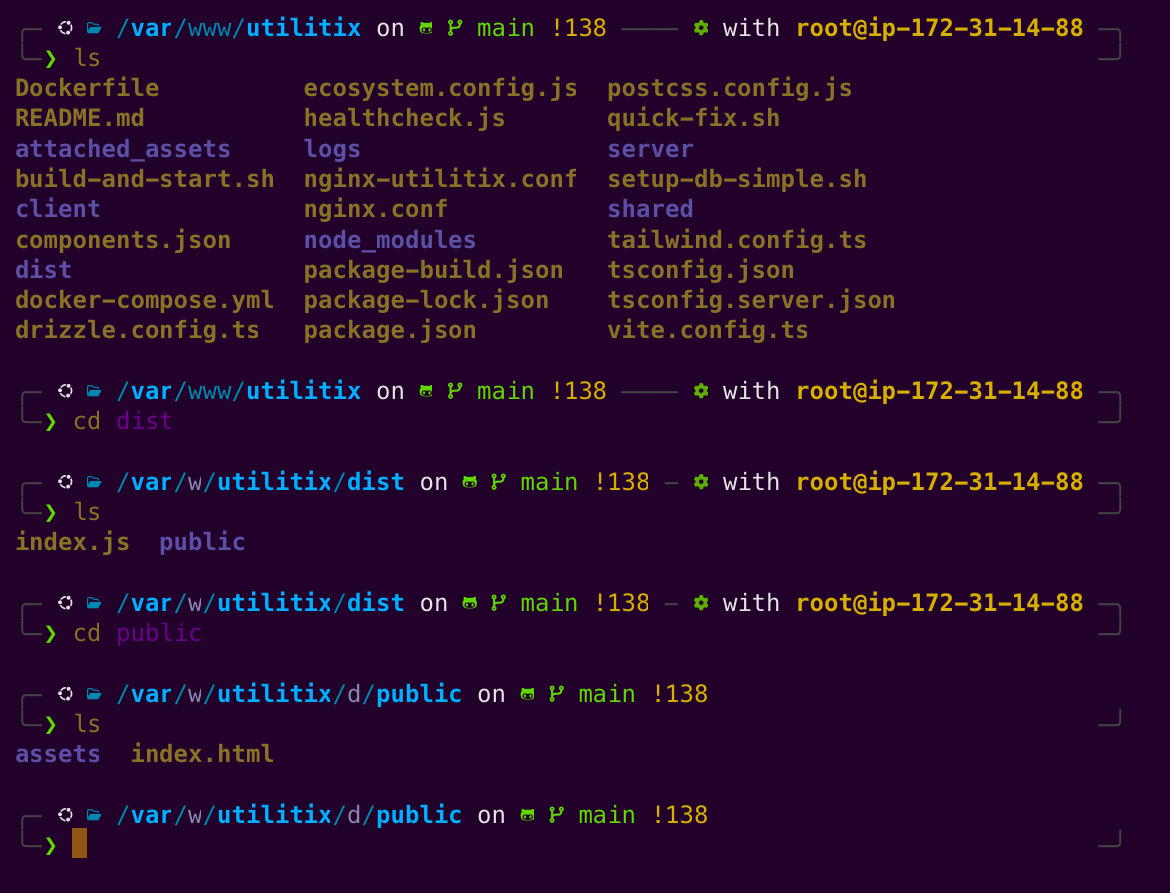 /var/www/utilitix on main !138 with root@ip-172-31-14-88
❯ ls
Dockerfile ecosystem.config.js postcss.config.js
README.md healthcheck.js quick-fix.sh
attached_assets logs server
build-and-start.sh nginx-utilitix.conf setup-db-simple.sh
client nginx.conf shared
components.json node_modules tailwind.config.ts
dist package-build.json tsconfig.json
docker-compose.yml package-lock.json tsconfig.server.json
drizzle.config.ts package.json vite.config.ts
/var/www/utilitix on main !138 with root@ip-172-31-14-88
❯ cd dist
/var/w/utilitix/dist on main !138 with root@ip-172-31-14-88
❯ ls
index.js public
/var/w/utilitix/dist on main !138 with root@ip-172-31-14-88
❯ cd public
/var/w/utilitix/d/public on main !138
❯ ls
assets index.html
/var/w/utilitix/d/public on main !138
❯